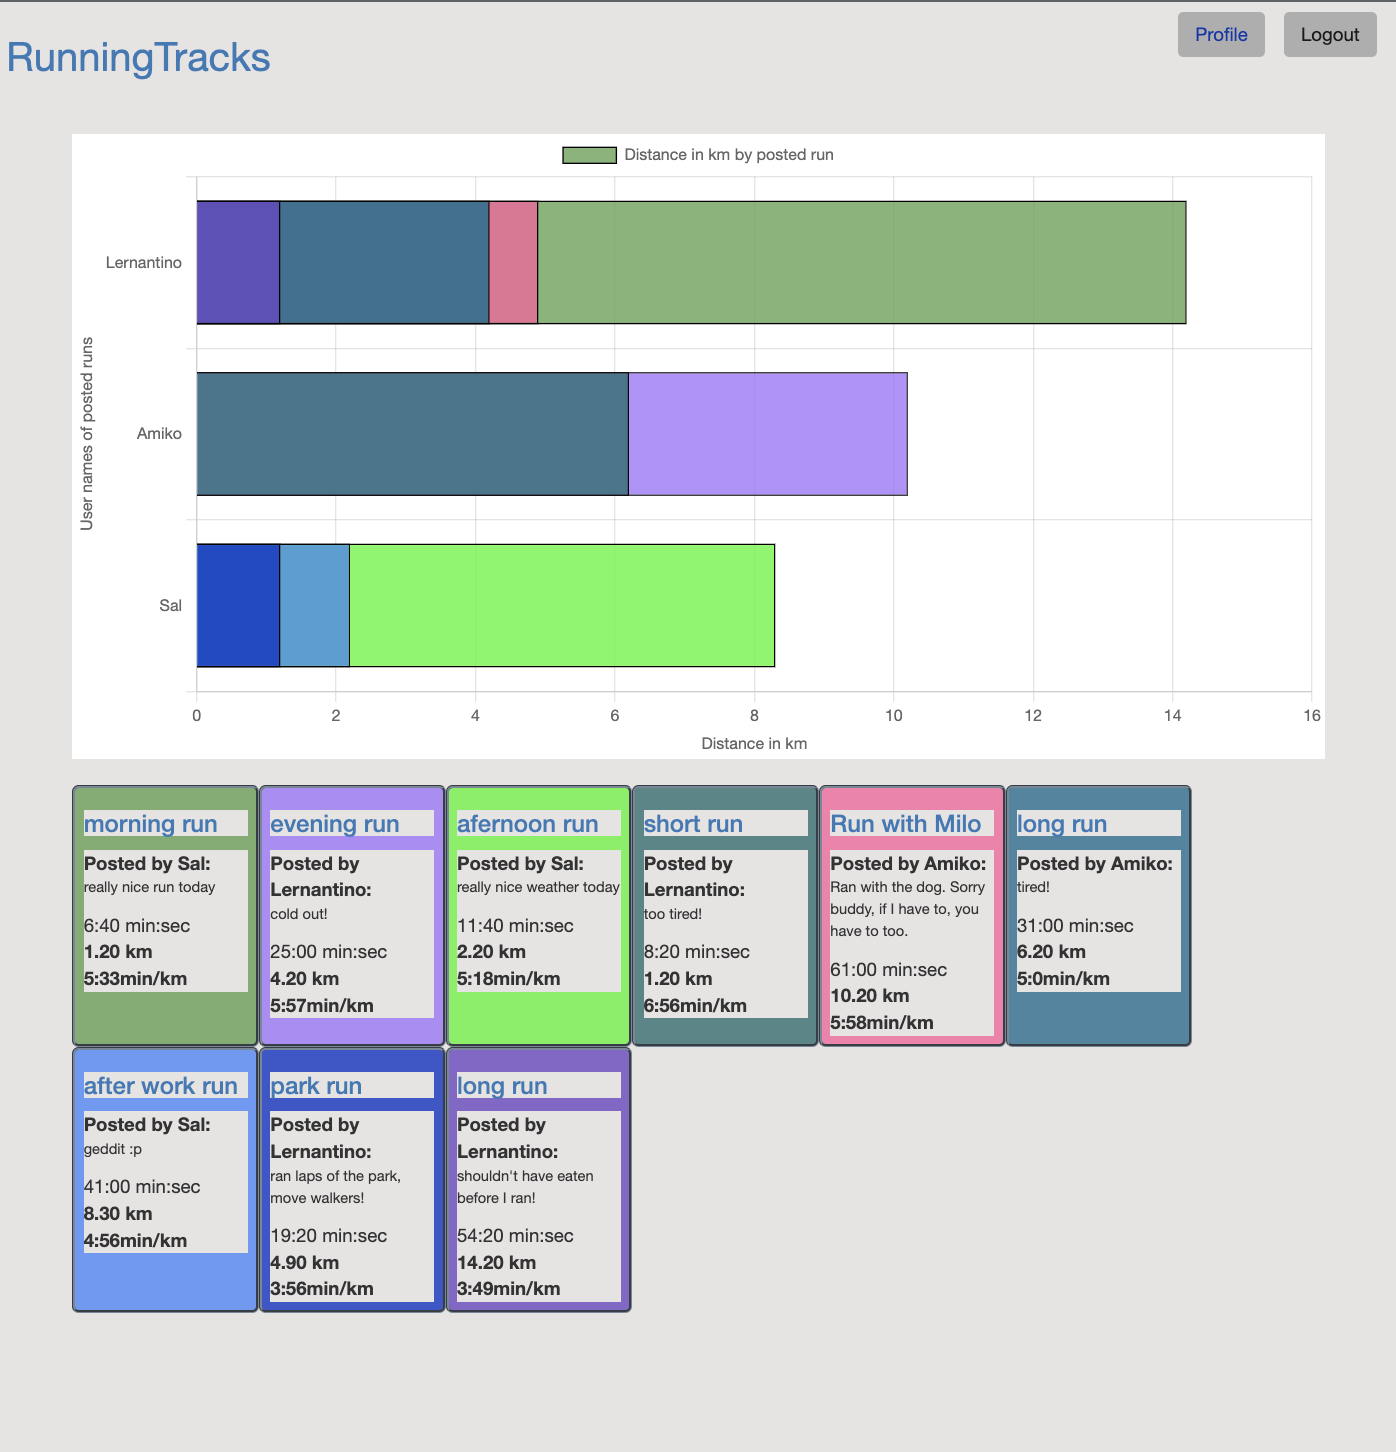 Profile
Logout
RunningTracks
Distance in km by posted run
User names of posted runs
Lernantino
Amiko
Sal
0 2 4 6 8 10 12 14 16
Distance in km
morning run
Posted by Sal:
really nice run today
6:40 min:sec
1.20 km
5:33min/km
evening run
Posted by
Lernantino:
cold out!
25:00 min:sec
4.20 km
5:57min/km
afernoon run
Posted by Sal:
really nice weather today
11:40 min:sec
2.20 km
5:18min/km
short run
Posted by
Lernantino:
too tired!
8:20 min:sec
1.20 km
6:56min/km
Run with Milo
Posted by Amiko:
Ran with the dog. Sorry
buddy, if I have to, you
have to too.
61:00 min:sec
10.20 km
5:58min/km
long run
Posted by Amiko:
tired!
31:00 min:sec
6.20 km
5:0min/km
after work run
Posted by Sal:
geddit :p
41:00 min:sec
8.30 km
4:56min/km
park run
Posted by
Lernantino:
ran laps of the park,
move walkers!
19:20 min:sec
4.90 km
3:56min/km
long run
Posted by
Lernantino:
shouldn't have eaten
before I ran!
54:20 min:sec
14.20 km
3:49min/km